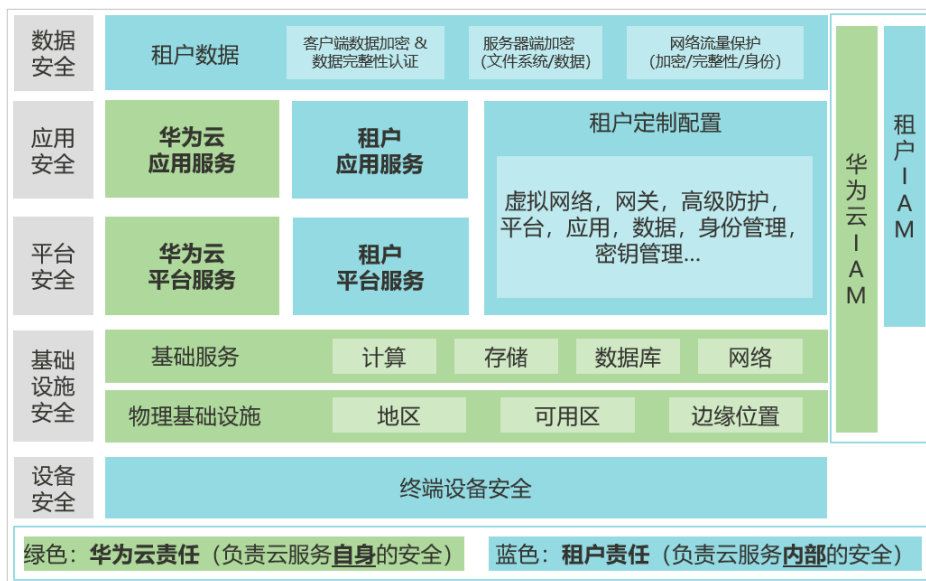 数据
安全
租户数据
客户端数据加密 &
数据完整性认证
服务器端加密
(文件系统/数据)
网络流量保护
(加密/完整性/身份)
应用
安全
华为云
应用服务
租户
应用服务
租户定制配置
虚拟网络，网关，高级防护，
平台，应用，数据，身份管理，
密钥管理...
平台
安全
华为云
平台服务
租户
平台服务
基础
设施
安全
基础服务
计算
存储
数据库
网络
物理基础设施
地区
可用区
边缘位置
设备
安全
终端设备安全
华为云IAM
租户IAM
绿色：华为云责任（负责云服务自身的安全）
蓝色：租户责任（负责云服务内部的安全）